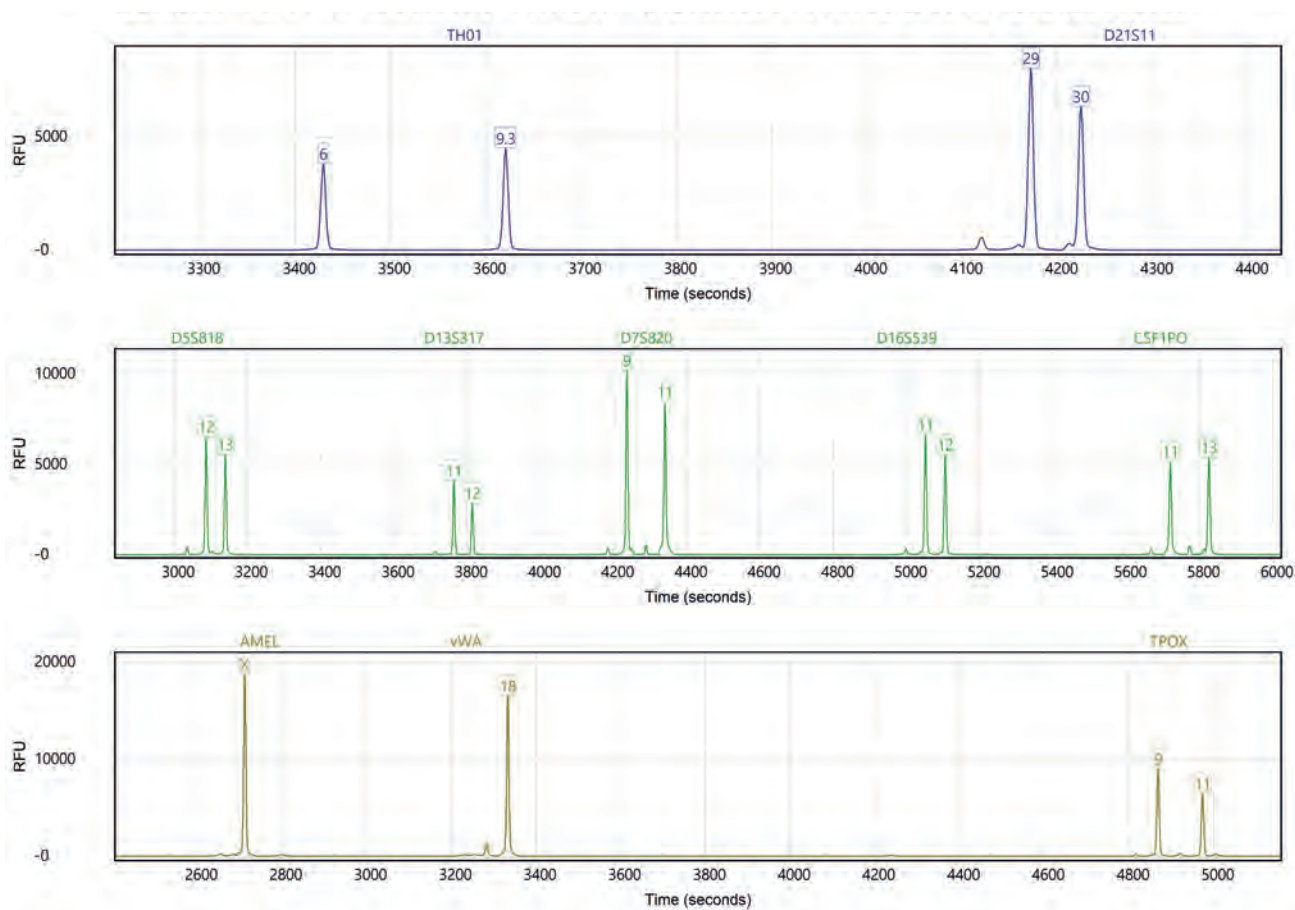 TH01 D21S11
29
30
9.3
6
5000
-0
RFU
3300 3400 3500 3600 3700 3800 3900 4000 4100 4200 4300 4400
Time (seconds)
D5S818 D13S317 D7S820 D16S539 CSF1PO
10000
9
11
12 11
13 12 13
11 11
5000
12
-0
RFU
3000 3200 3400 3600 3800 4000 4200 4400 4600 4800 5000 5200 5400 5600 5800 6000
Time (seconds)
AMEL vWA TPOX
20000
X
18
10000
9
11
-0
RFU
2600 2800 3000 3200 3400 3600 3800 4000 4200 4400 4600 4800 5000
Time (seconds)